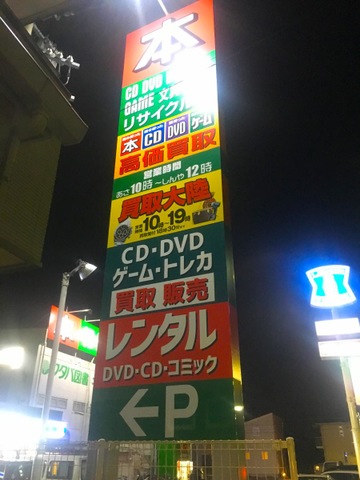 本
CD DVD
GAME 文
リサイクル
本 CD DVD ゲーム
高価買取
営業時間
あさ10時〜しんや12時
買取大陸
10時〜19時
CD・DVD
ゲーム・トレカ
買取 販売
レンタル
DVD・CD・コミック
←P